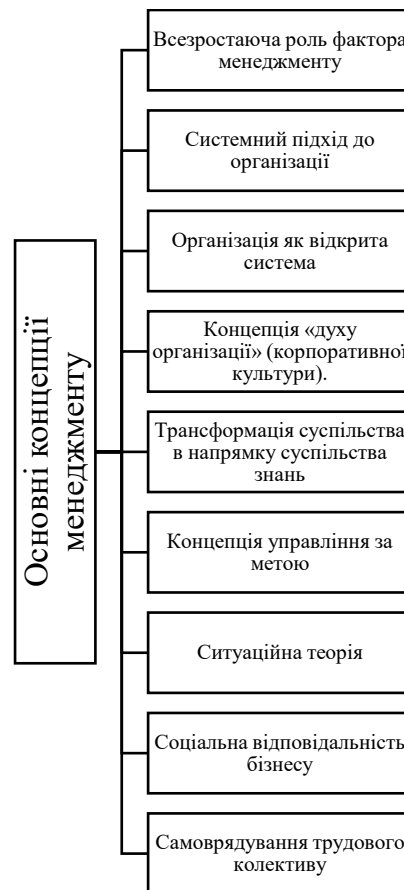 Основні концепції
менеджменту
Всезростаюча роль фактора
менеджменту
Системний підхід до
організації
Організація як відкрита
система
Концепція «духу
організації» (корпоративної
культури).
Трансформація суспільства
в напрямку суспільства
знань
Концепція управління за
метою
Ситуаційна теорія
Соціальна відповідальність
бізнесу
Самоврядування трудового
колективу